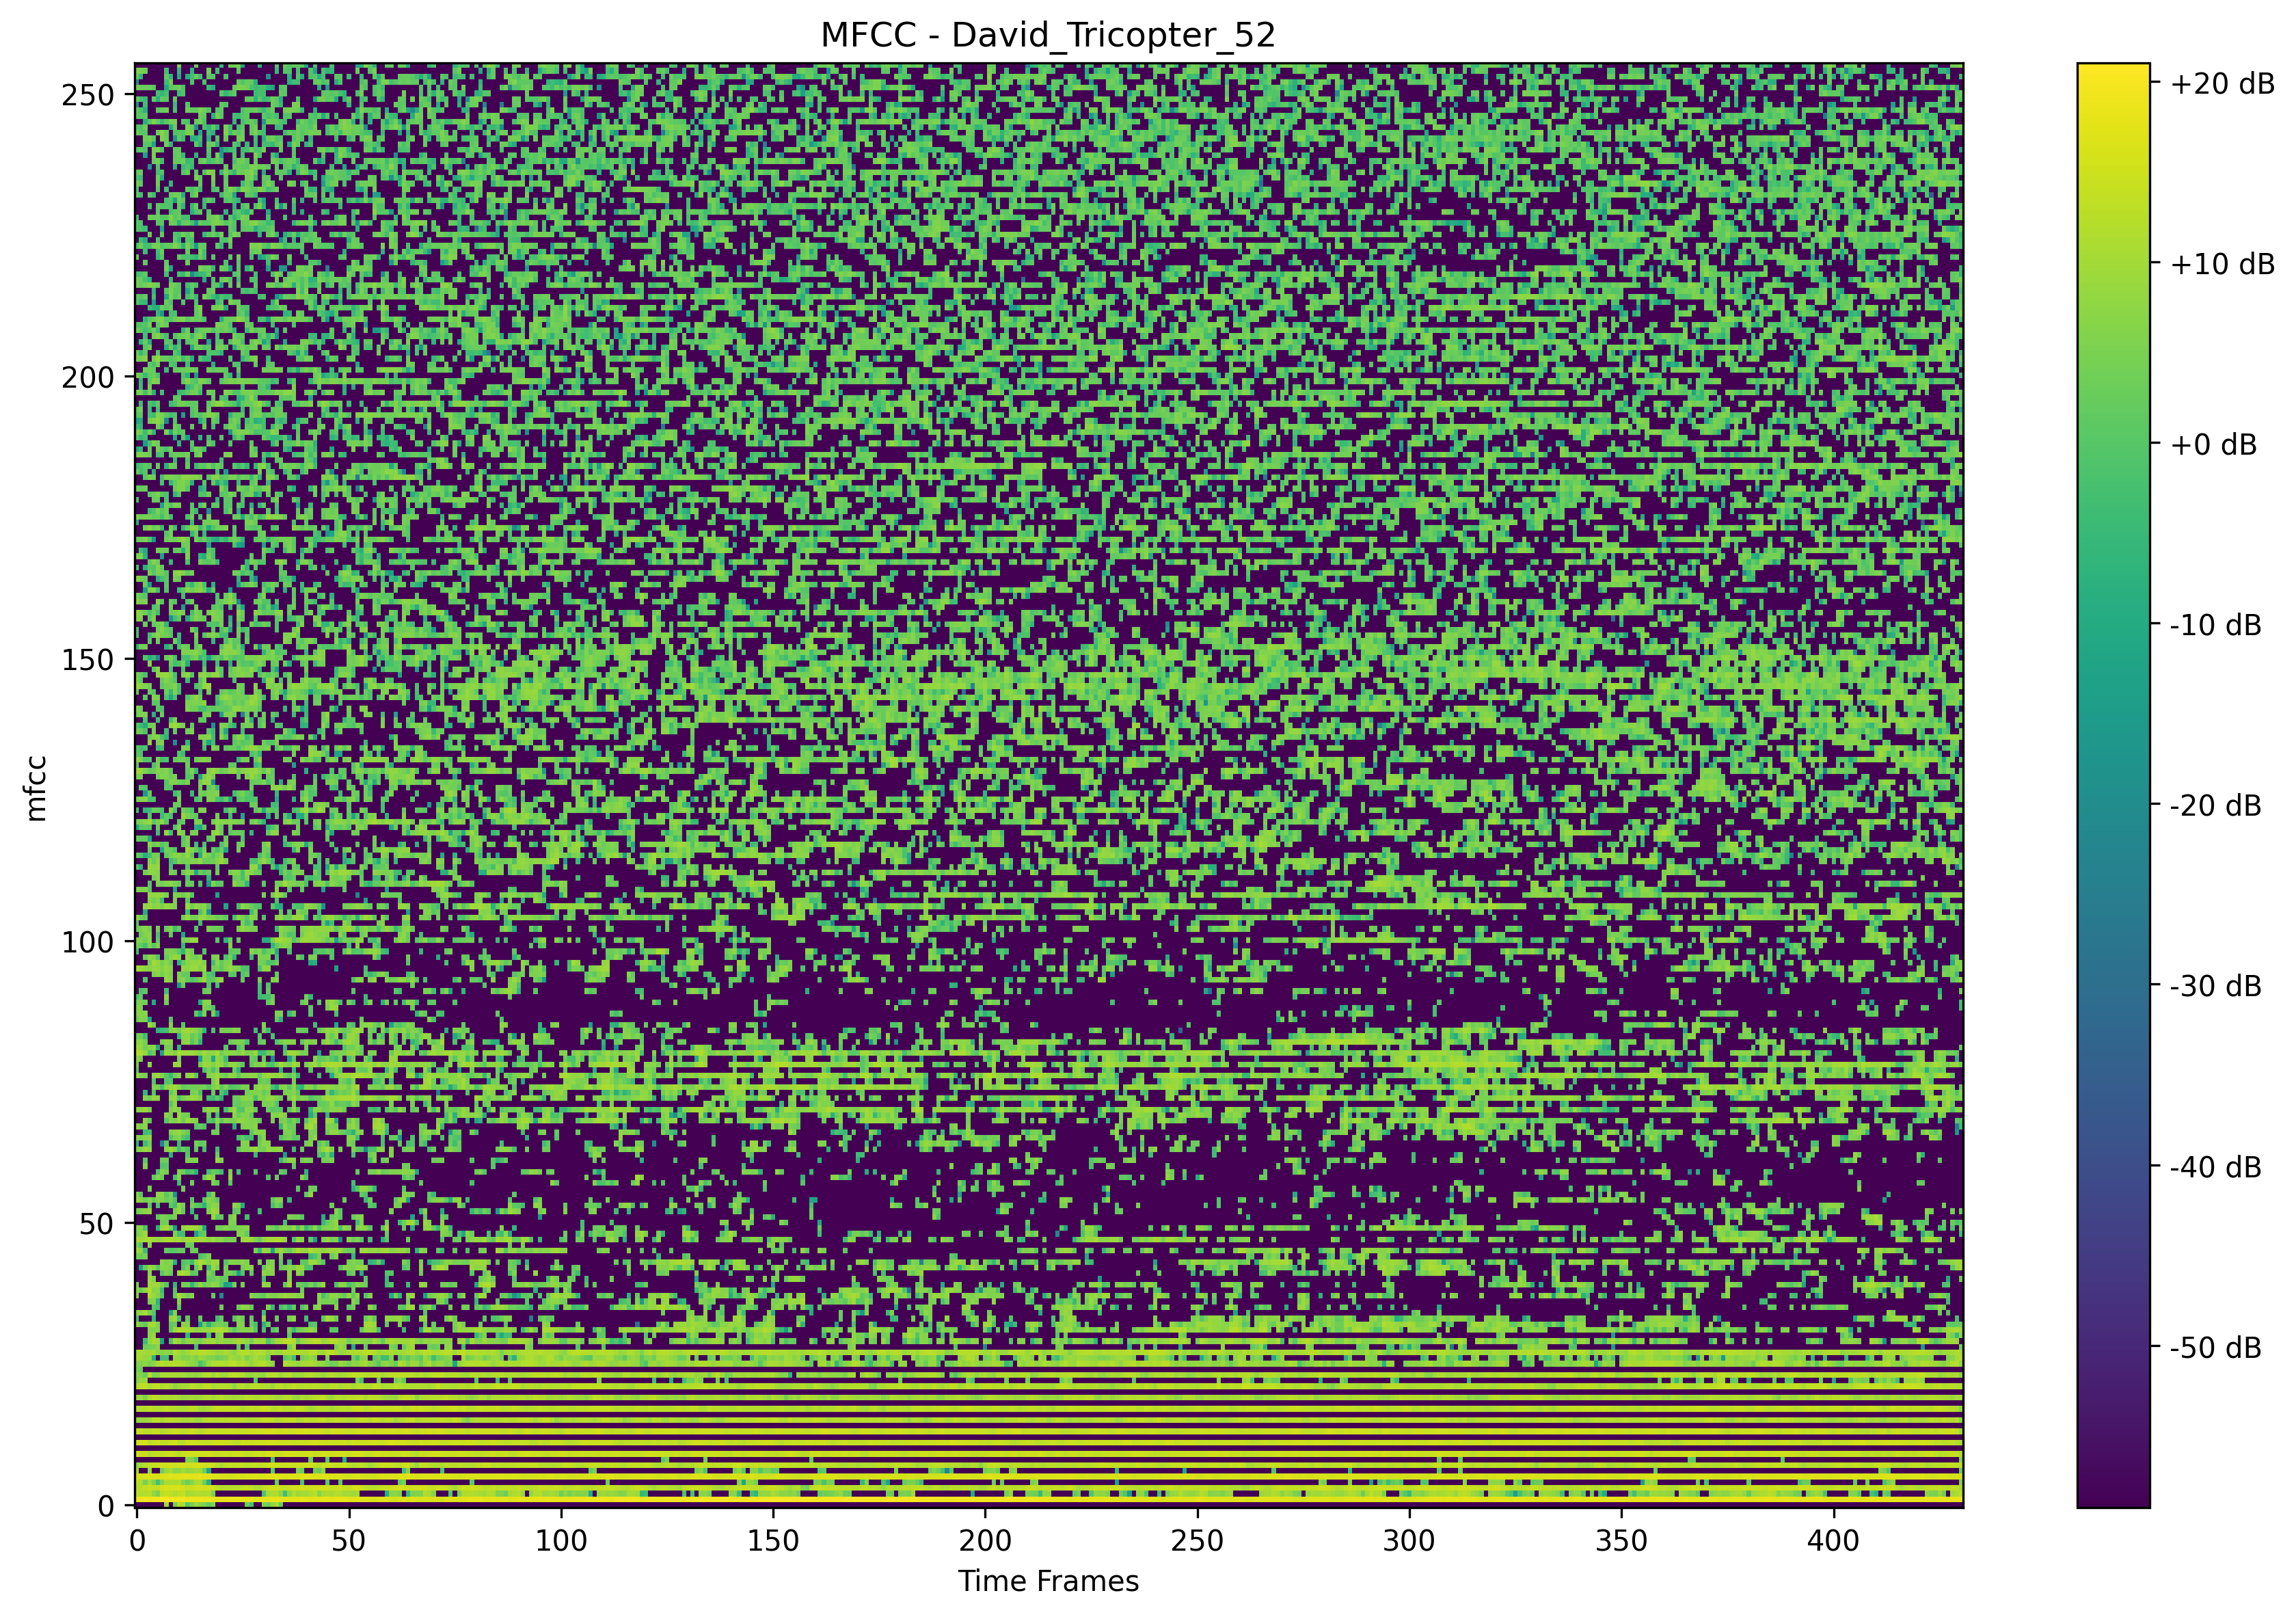 MFCC - David_Tricopter_52
250
200
150
100
50
0
mfcc
0 50 100 150 200 250 300 350 400
Time Frames
+20 dB
+10 dB
+0 dB
-10 dB
-20 dB
-30 dB
-40 dB
-50 dB